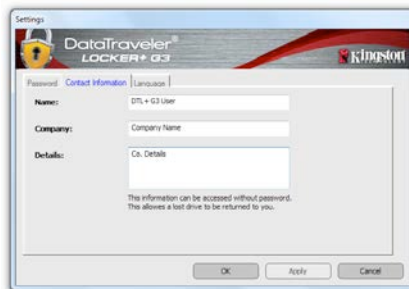 Settings
DataTraveler®
LOCKER+ G3
Kingston
Password Contact Information Language
Name: DTL+ G3 User
Company: Company Name
Details: Co. Details
This information can be accessed without password.
This allowes a lost drive to be returned to you.
OK Apply Cancel